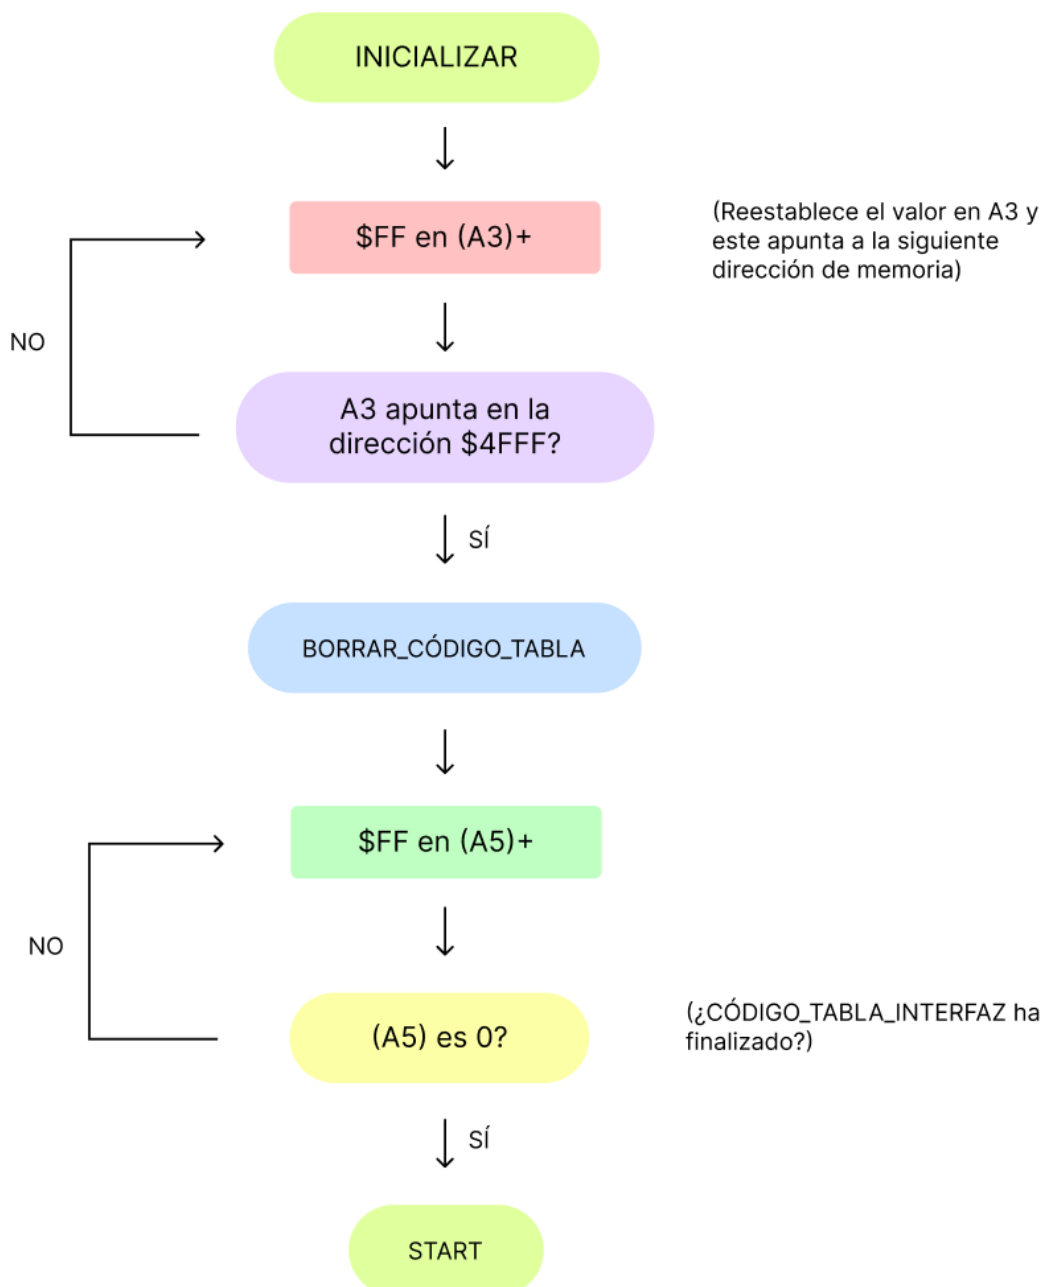 INICIALIZAR
$FF en (A3)+
(Reestablece el valor en A3 y
este apunta a la siguiente
dirección de memoria)
NO
A3 apunta en la
dirección $4FFF?
SÍ
BORRAR_CÓDIGO_TABLA
$FF en (A5)+
NO
(A5) es 0?
(¿CÓDIGO_TABLA_INTERFAZ ha
finalizado?)
SÍ
START